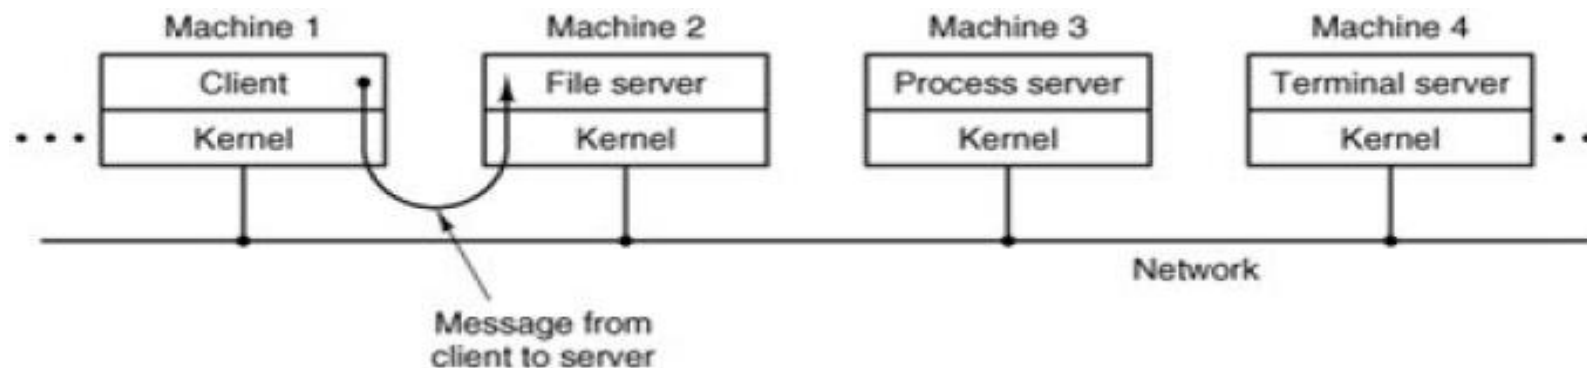 Machine 1
Machine 2
Machine 3
Machine 4
Client
File server
Process server
Terminal server
Kernel
Kernel
Kernel
Kernel
Network
Message from
client to server